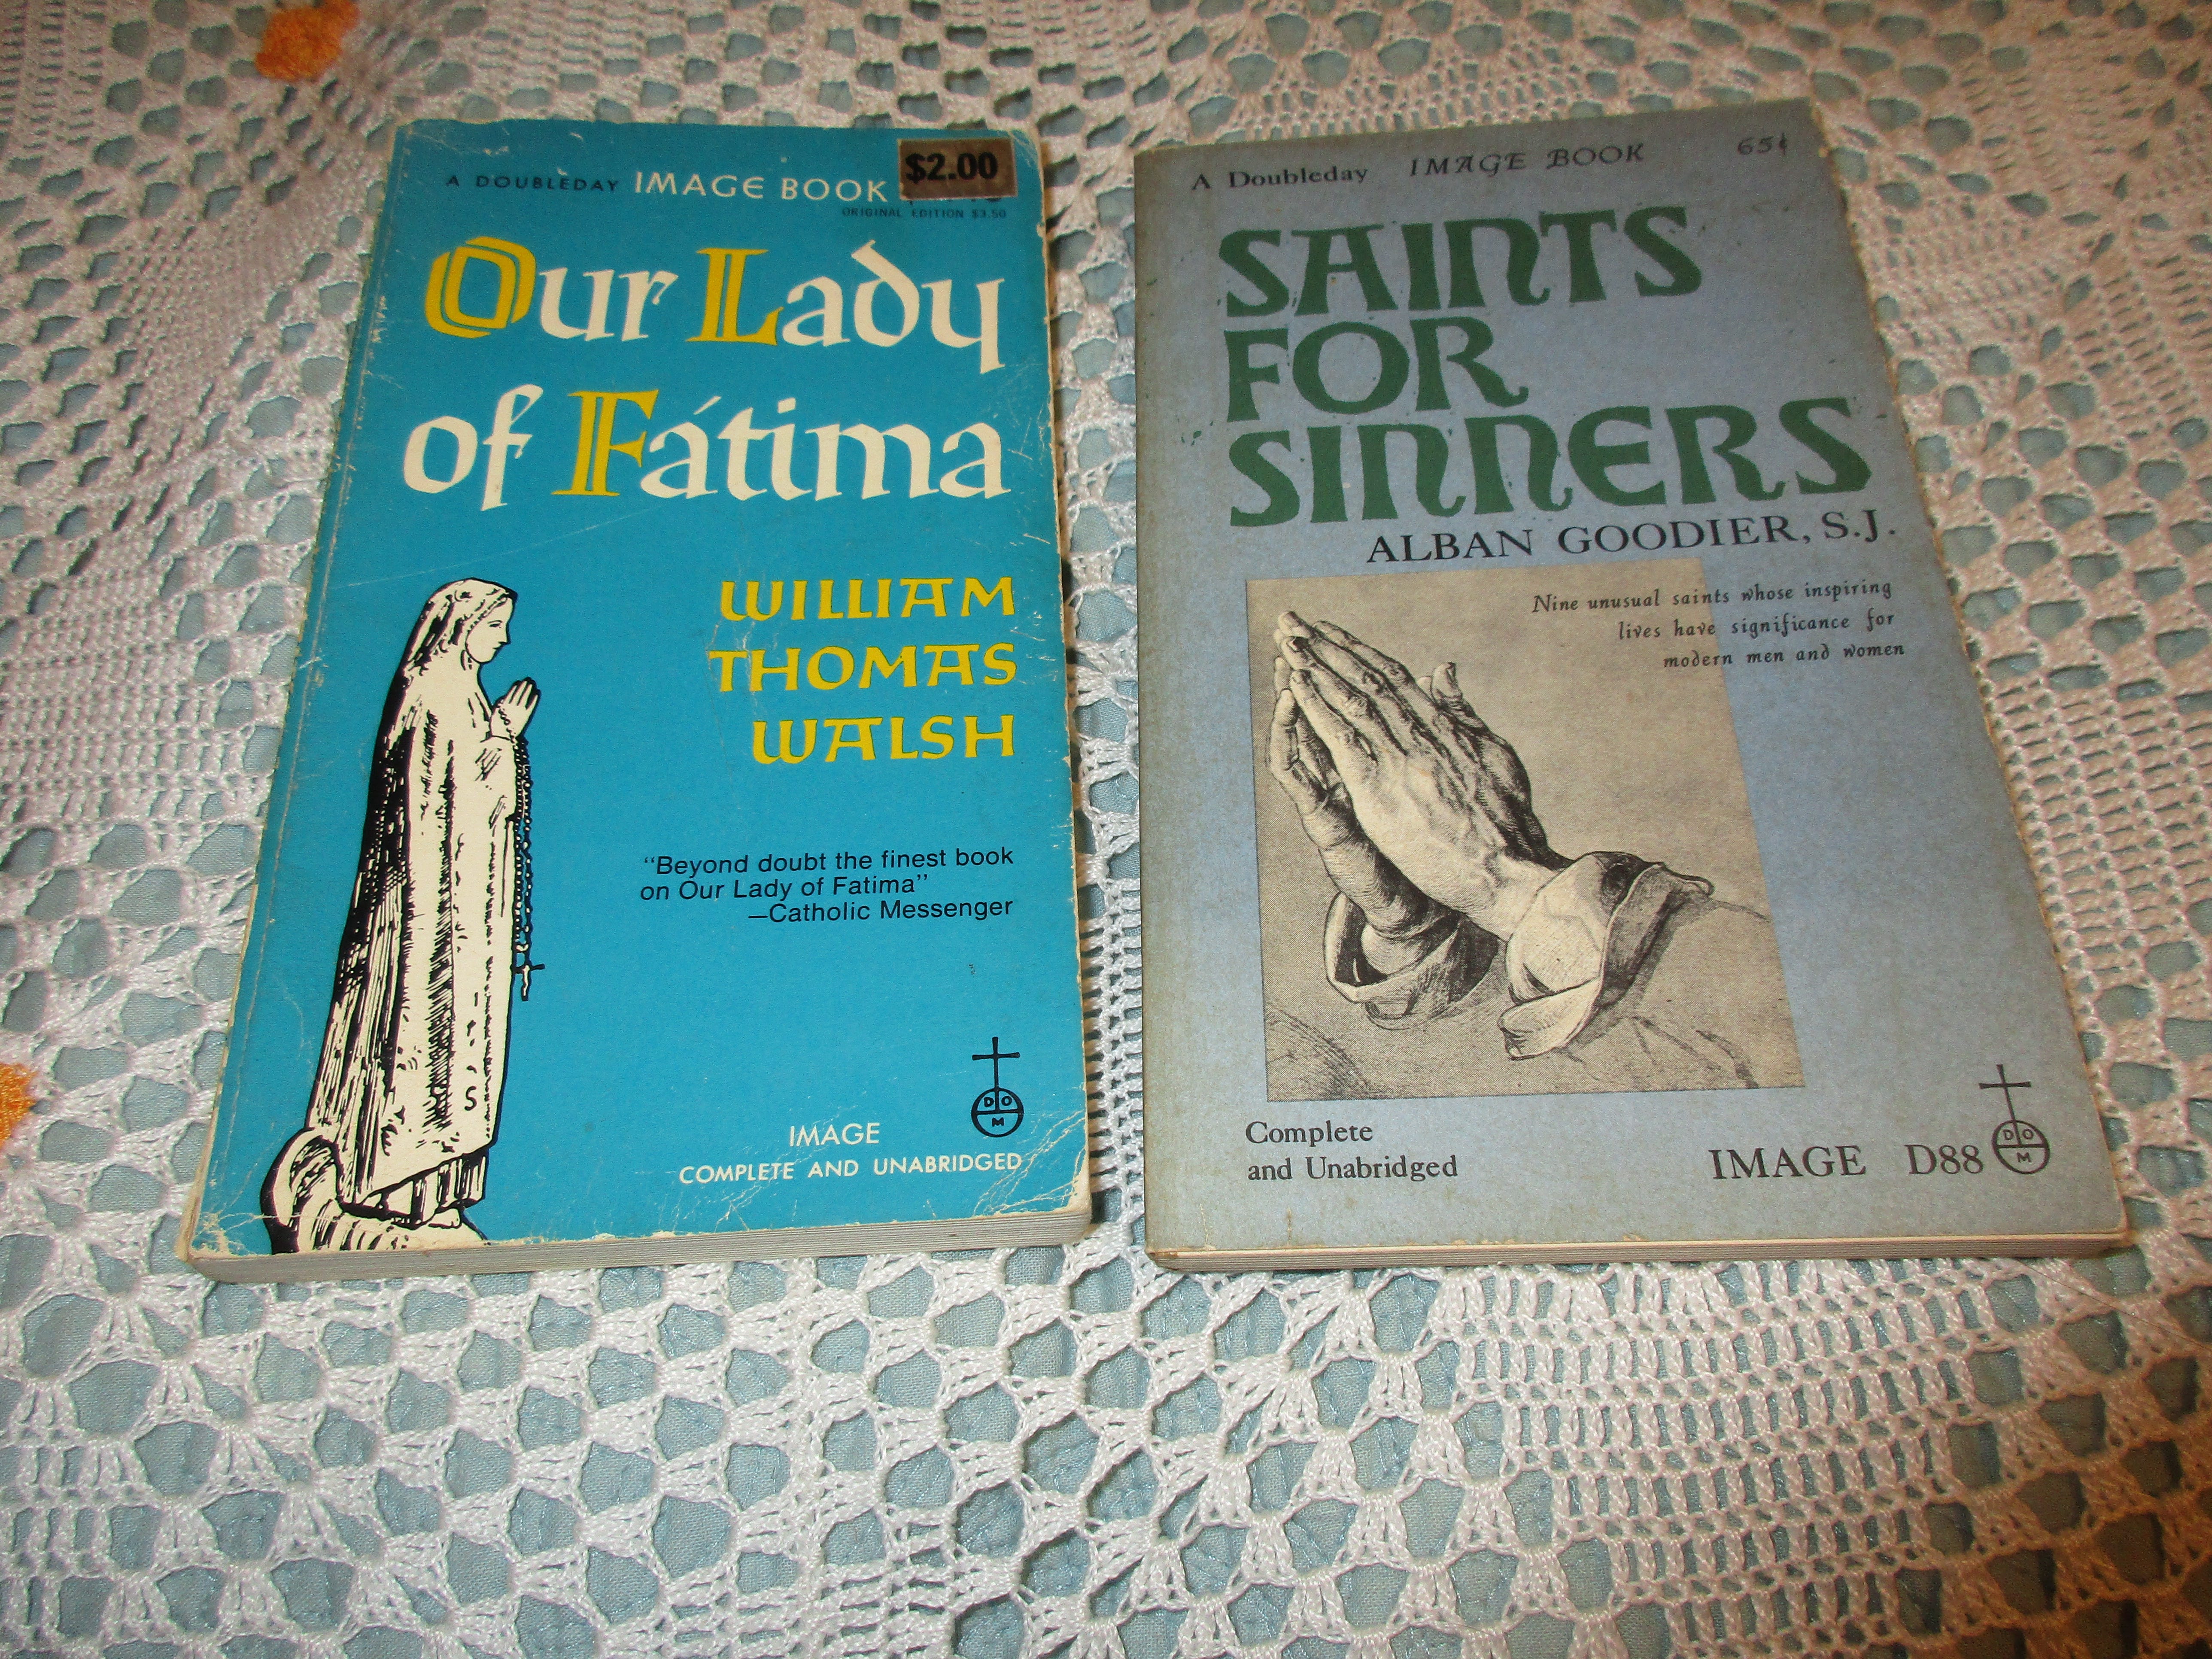 A DOUBLEDAY IMAGE BOOK
$2.00
ORIGINAL EDITION $3.50
Our Lady
of Fátima
WILLIAM
THOMAS
WALSH
"Beyond doubt the finest book
on Our Lady of Fatima"
—Catholic Messenger
DOM
IMAGE
COMPLETE AND UNABRIDGED
A Doubleday IMAGE BOOK 65¢
SAINTS
FOR
SINNERS
ALBAN GOODIER, S.J.
Nine unusual saints whose inspiring
lives have significance for
modern men and women
Complete
and Unabridged
IMAGE D88
DOM